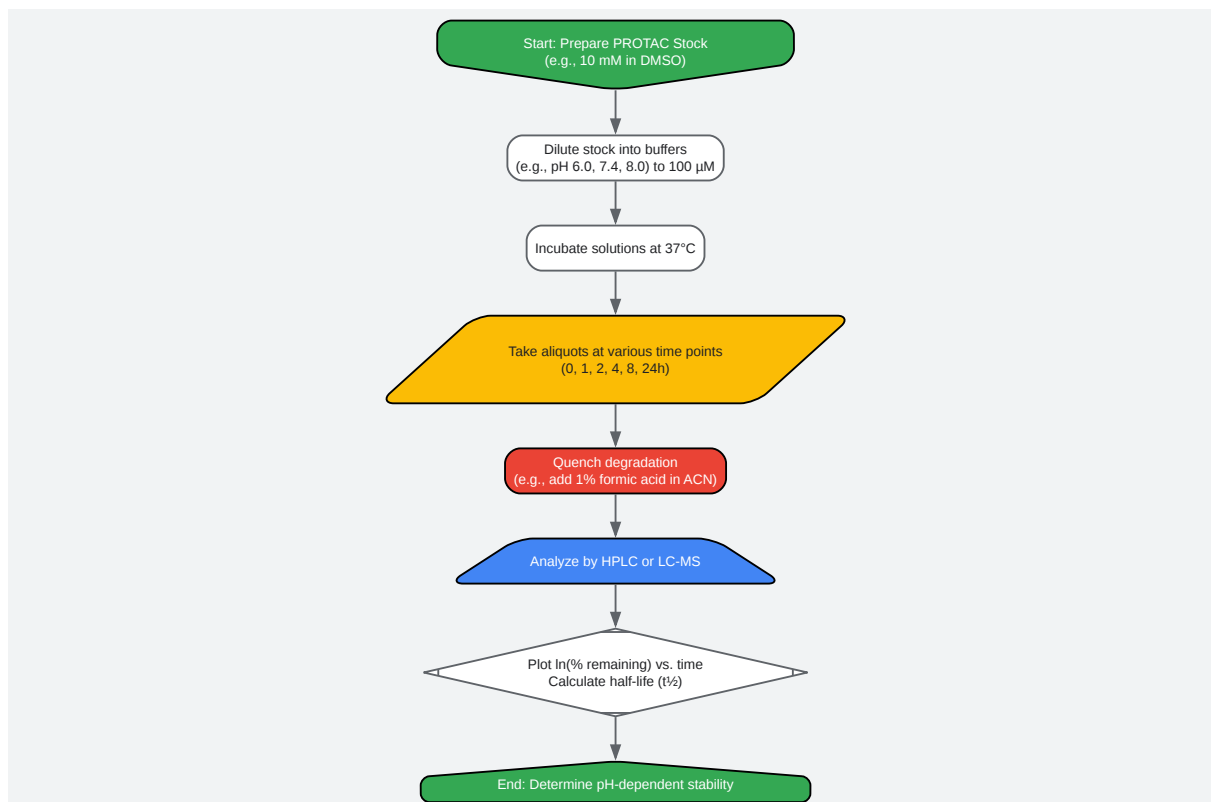 Start: Prepare PROTAC Stock
(e.g., 10 mM in DMSO)
Dilute stock into buffers
(e.g., pH 6.0, 7.4, 8.0) to 100 µM
Incubate solutions at 37°C
Take aliquots at various time points
(0, 1, 2, 4, 8, 24h)
Quench degradation
(e.g., add 1% formic acid in ACN)
Analyze by HPLC or LC-MS
Plot ln(% remaining) vs. time
Calculate half-life (t½)
End: Determine pH-dependent stability